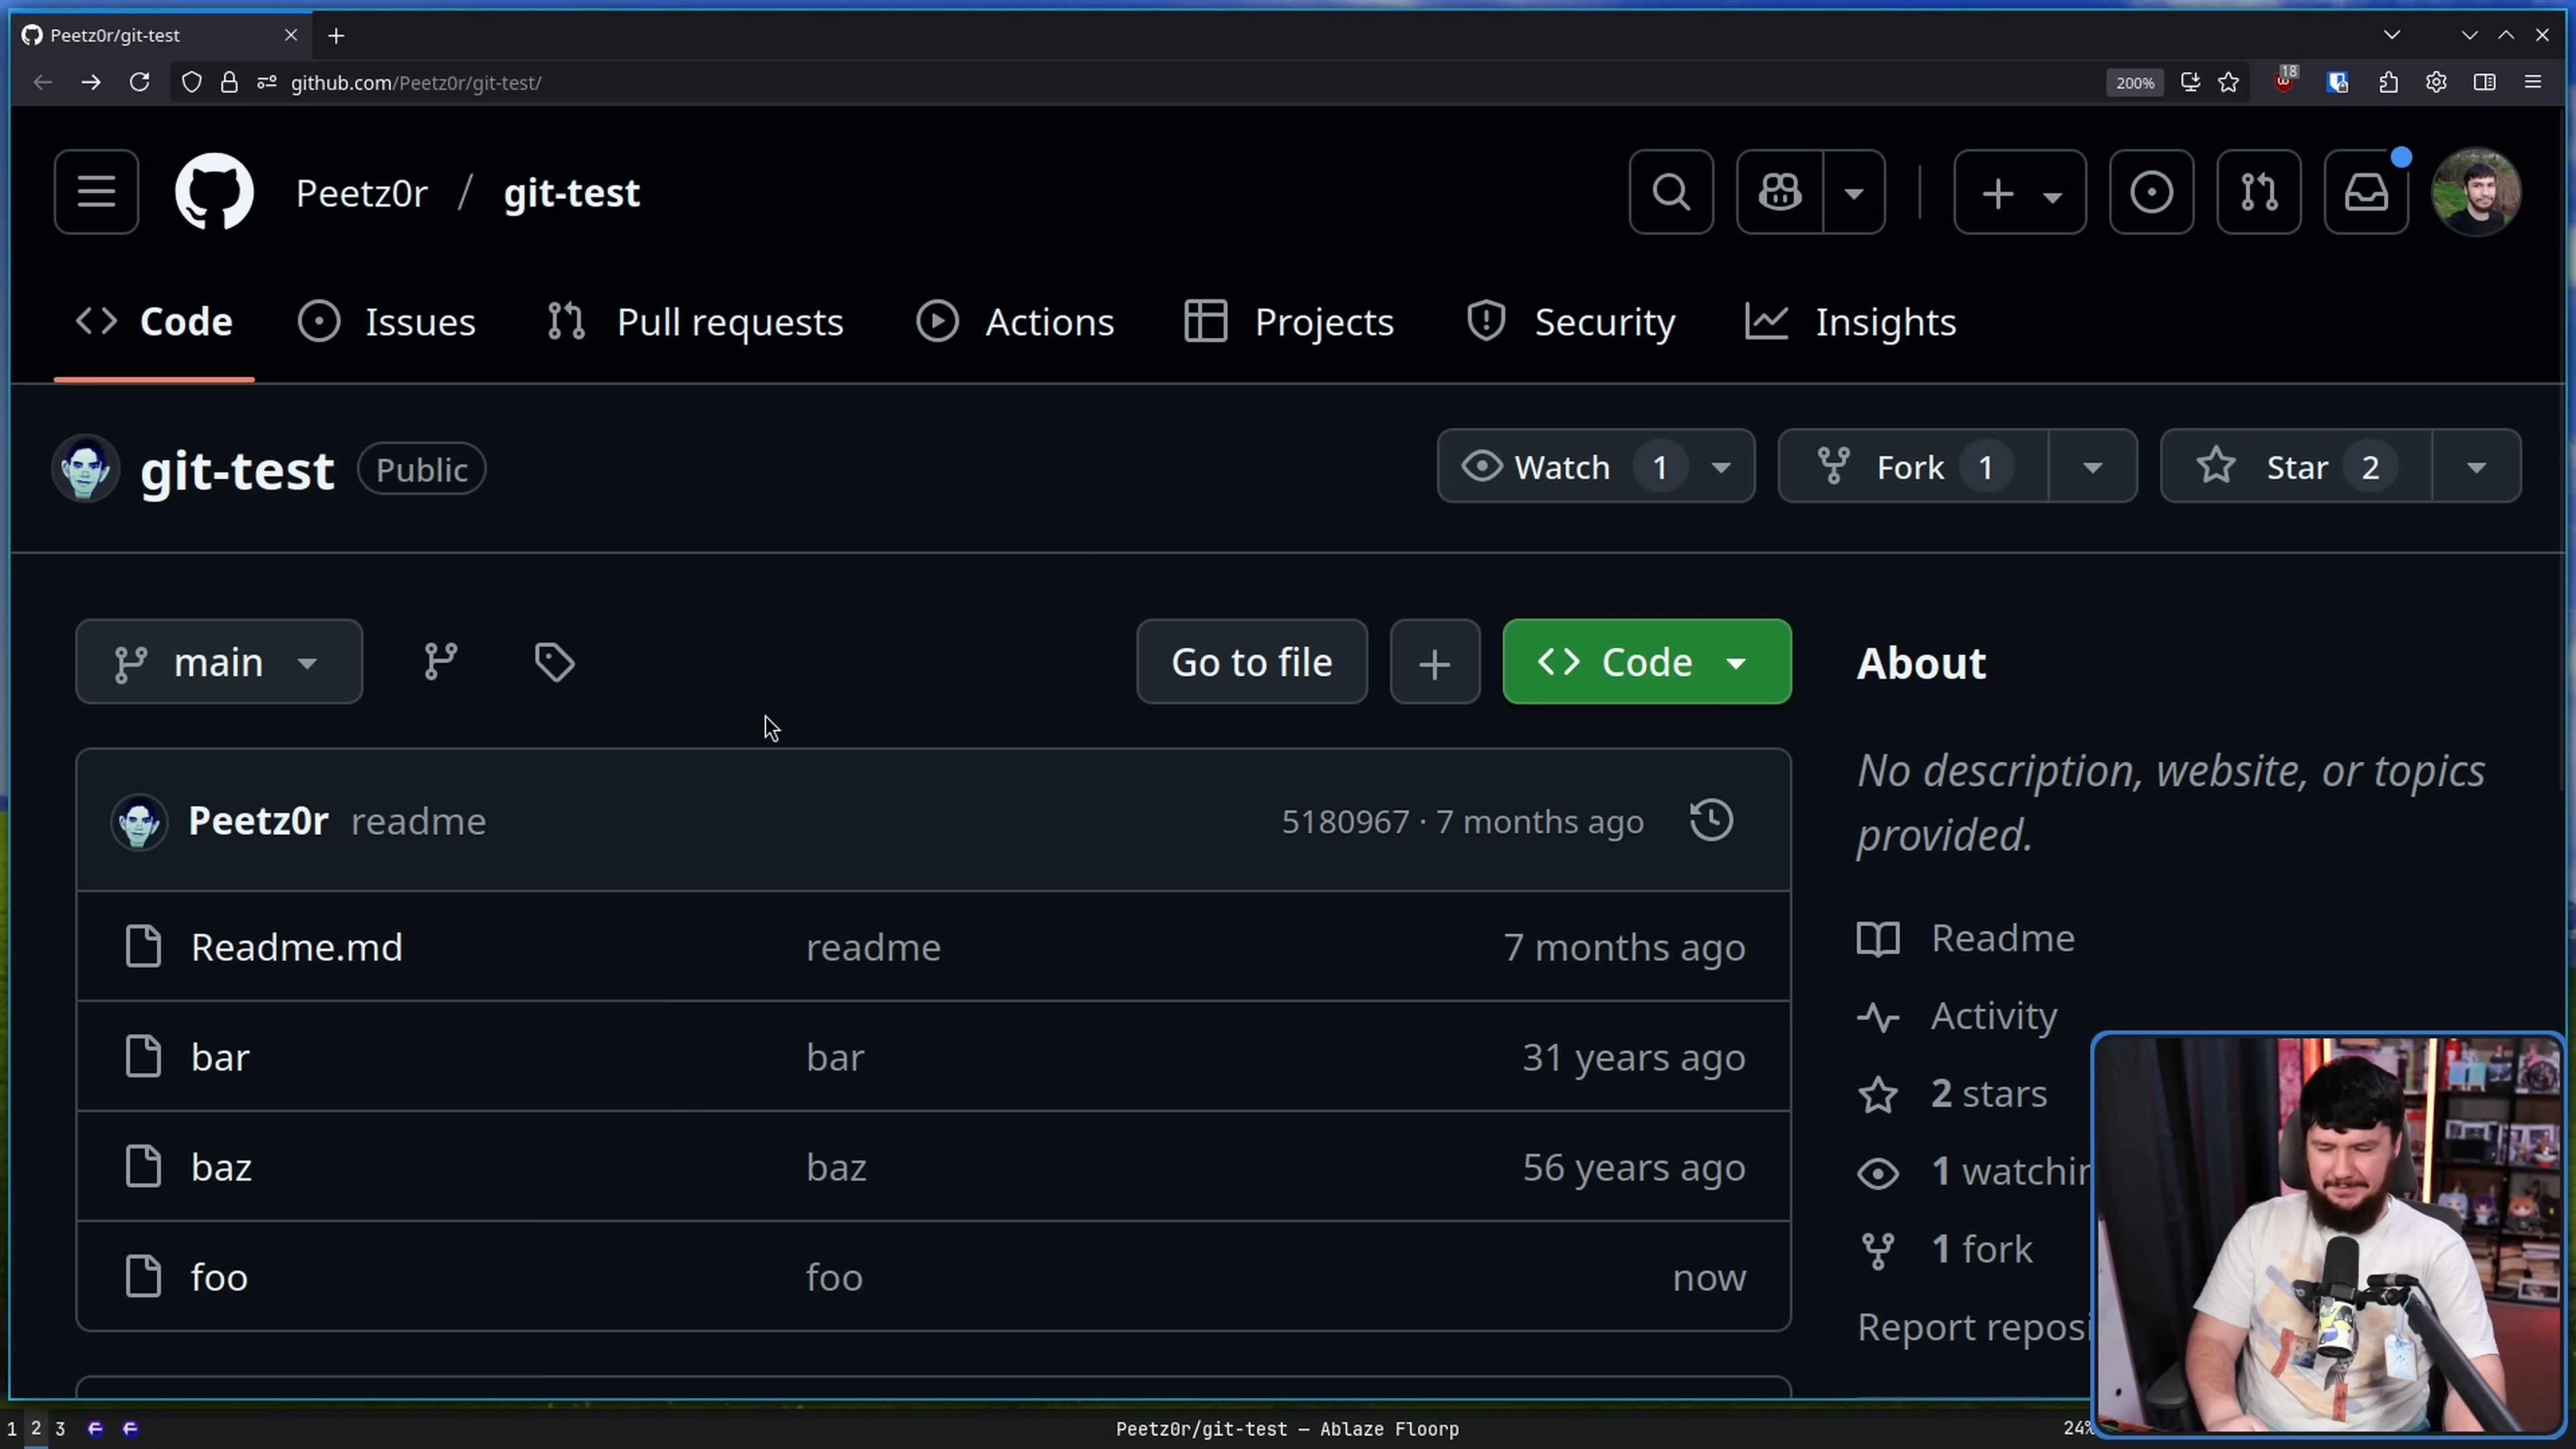 Peetz0r/git-test
github.com/Peetz0r/git-test/
200%
18
Peetz0r / git-test
Code
Issues
Pull requests
Actions
Projects
Security
Insights
git-test
Public
Watch 1
Fork 1
Star 2
main
Go to file
Code
About
No description, website, or topics
provided.
Peetz0r readme 5180967 · 7 months ago
Readme.md readme 7 months ago
bar bar 31 years ago
baz baz 56 years ago
foo foo now
Readme
Activity
2 stars
1
1 fork
Report
1 2 3
Peetz0r/git-test — Ablaze Floorp
24%